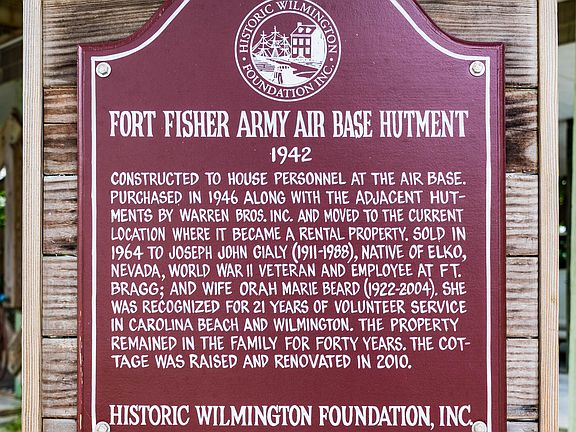 HISTORIC WILMINGTON
FOUNDATION INC.
FORT FISHER ARMY AIR BASE HUTMENT
1942
CONSTRUCTED TO HOUSE PERSONNEL AT THE AIR BASE.
PURCHASED IN 1946 ALONG WITH THE ADJACENT HUT-
MENTS BY WARREN BROS. INC. AND MOVED TO THE CURRENT
LOCATION WHERE IT BECAME A RENTAL PROPERTY. SOLD IN
1964 TO JOSEPH JOHN GIALY (1911-1988), NATIVE OF ELKO,
NEVADA, WORLD WAR II VETERAN AND EMPLOYEE AT FT.
BRAGG; AND WIFE ORAH MARIE BEARD (1922-2004). SHE
WAS RECOGNIZED FOR 21 YEARS OF VOLUNTEER SERVICE
IN CAROLINA BEACH AND WILMINGTON. THE PROPERTY
REMAINED IN THE FAMILY FOR FORTY YEARS. THE COT-
TAGE WAS RAISED AND RENOVATED IN 2010.
HISTORIC WILMINGTON FOUNDATION, INC.